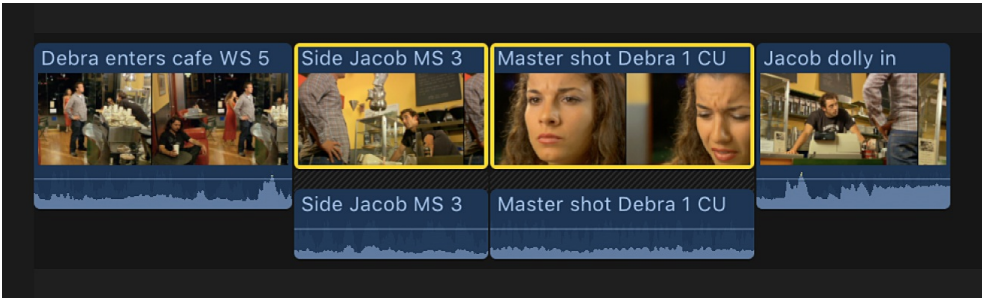 Debra enters cafe WS 5
Side Jacob MS 3
Master shot Debra 1 CU
Jacob dolly in
Side Jacob MS 3
Master shot Debra 1 CU